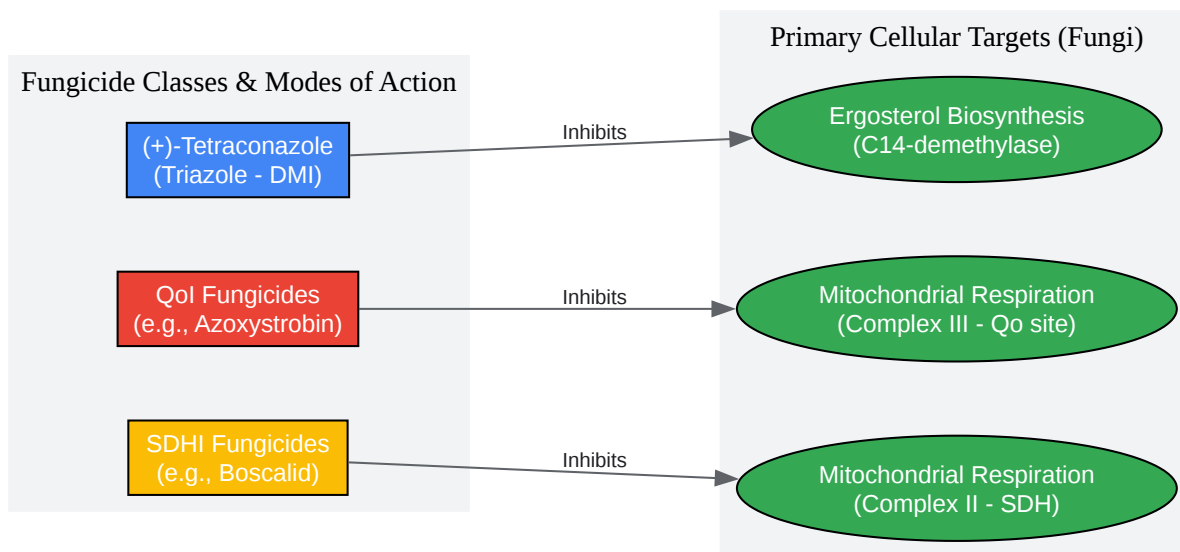 Fungicide Classes & Modes of Action
(+)-Tetraconazole
(Triazole - DMI)
QoI Fungicides
(e.g., Azoxystrobin)
SDHI Fungicides
(e.g., Boscalid)
Inhibits
Inhibits
Inhibits
Primary Cellular Targets (Fungi)
Ergosterol Biosynthesis
(C14-demethylase)
Mitochondrial Respiration
(Complex III - Qo site)
Mitochondrial Respiration
(Complex II - SDH)